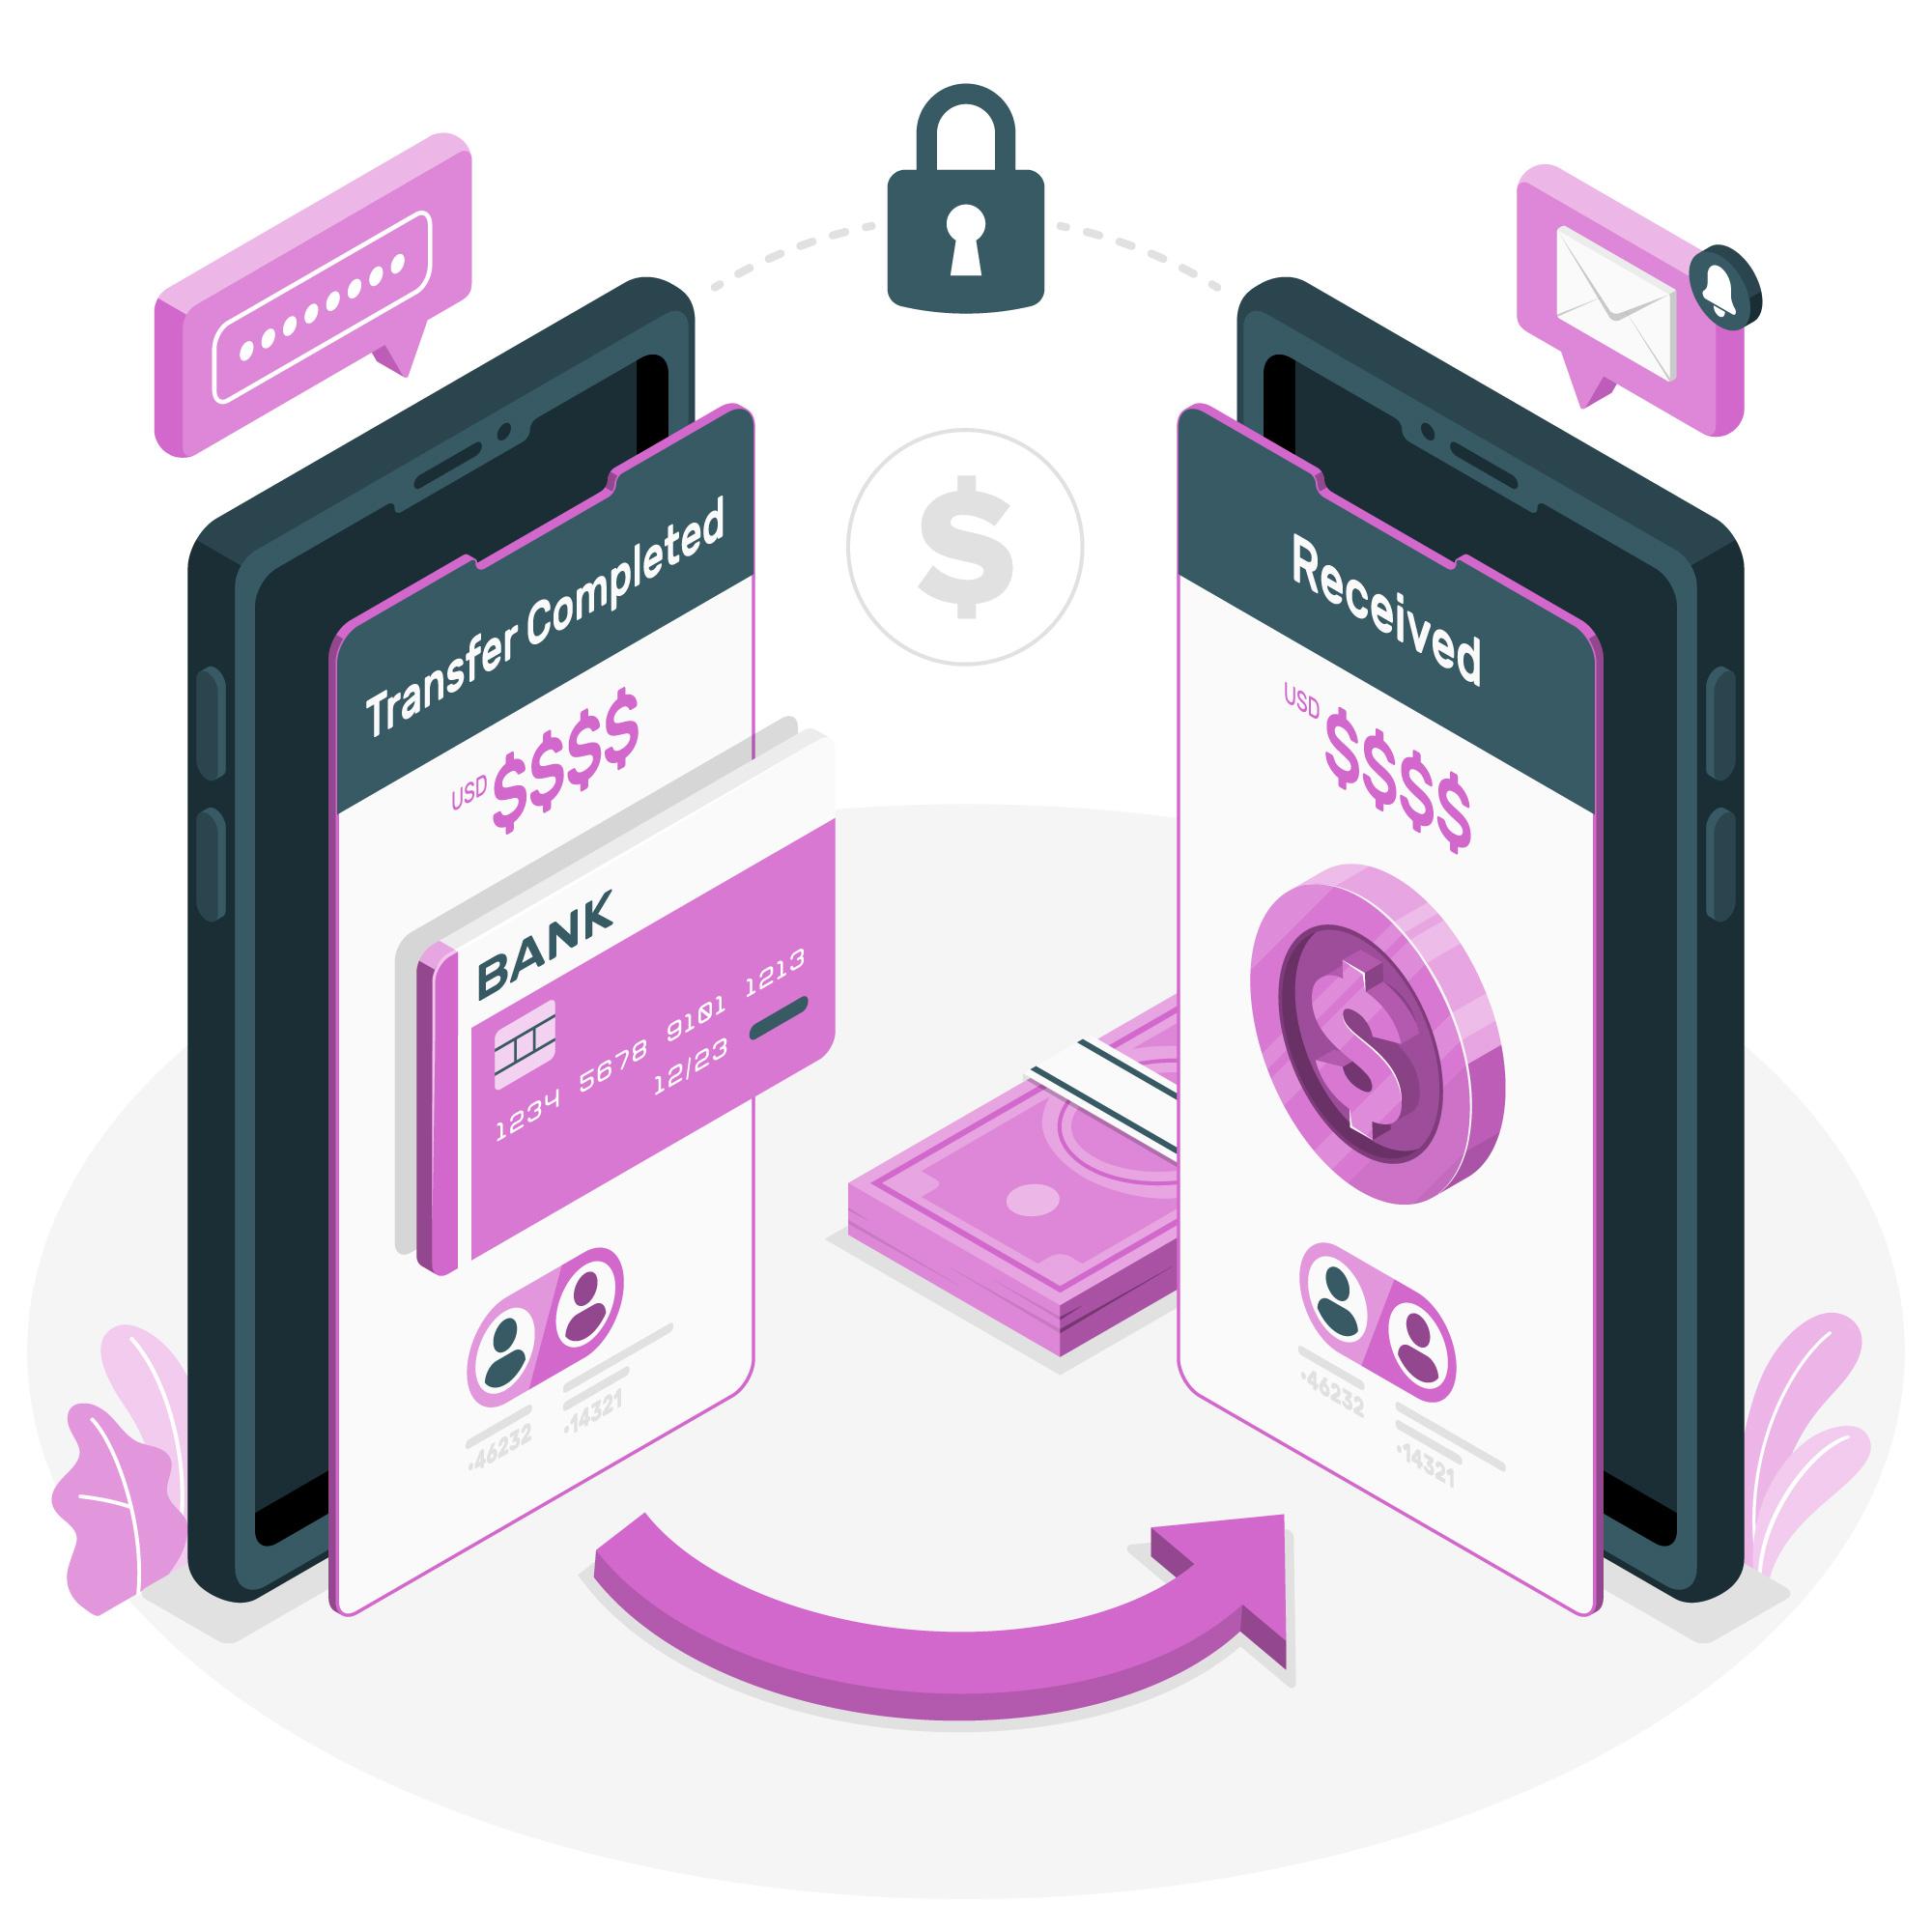 Transfer Completed
USD $$$$
BANK
1234 5678 9101 1213
12/23
·46232
·14321
$
Received
USD $$$$
$
·46232
·14321